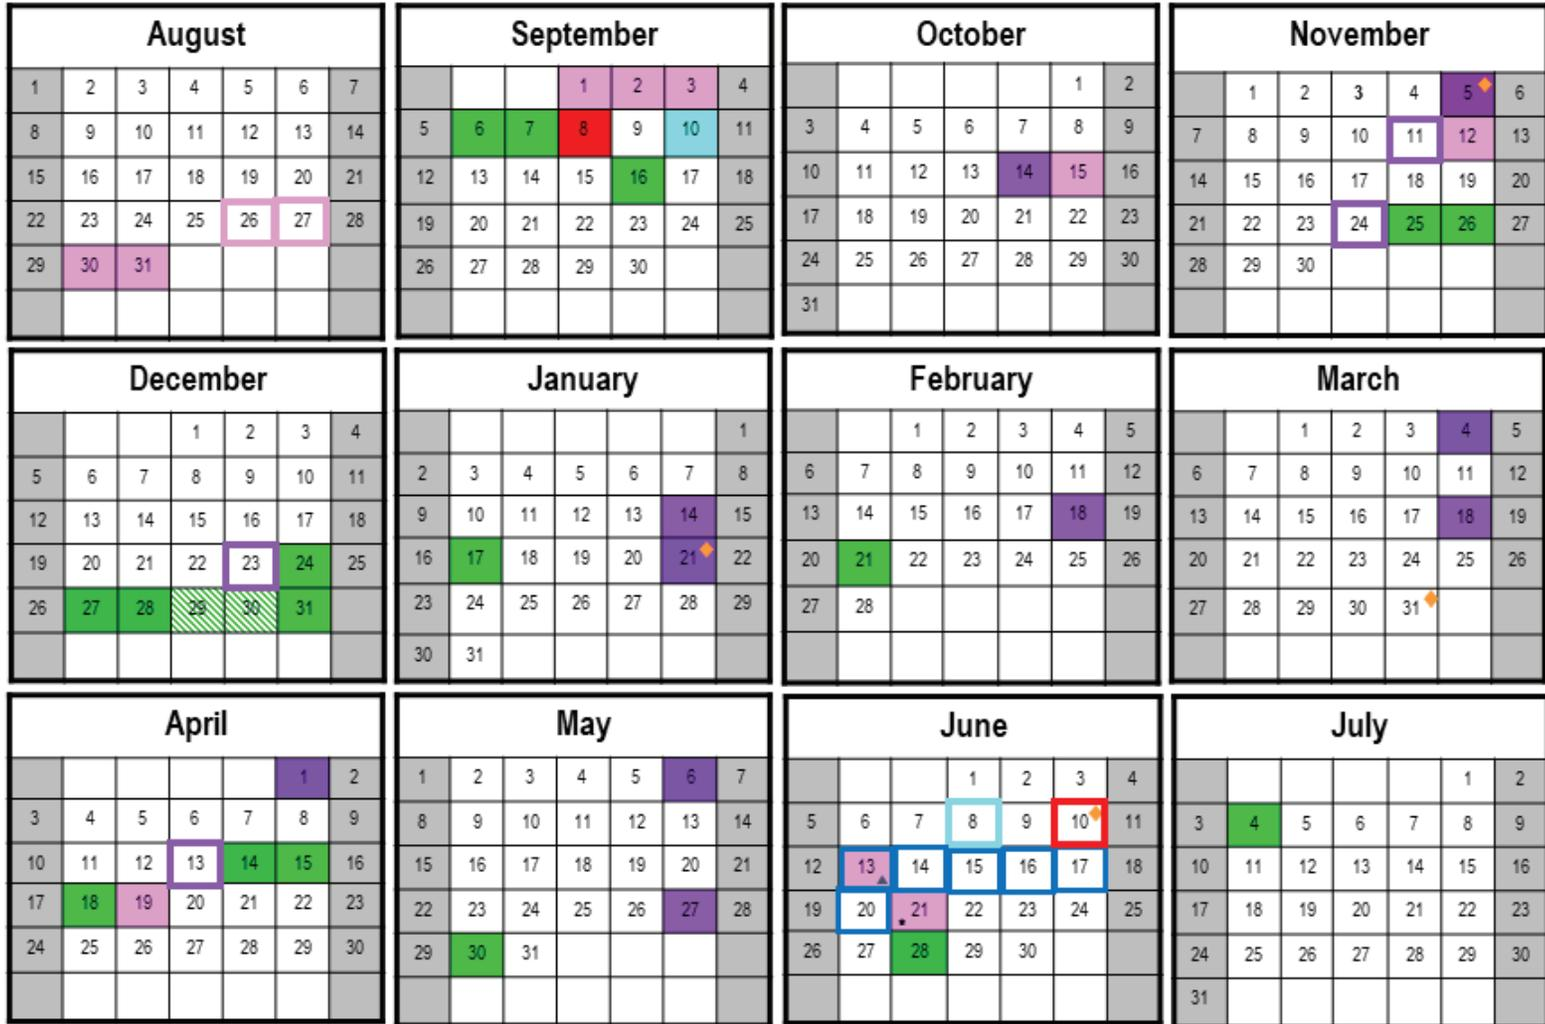 August
1 2 3 4 5 6 7
8 9 10 11 12 13 14
15 16 17 18 19 20 21
22 23 24 25 26 27 28
29 30 31
September
1 2 3 4
5 6 7 8 9 10 11
12 13 14 15 16 17 18
19 20 21 22 23 24 25
26 27 28 29 30
October
1 2
3 4 5 6 7 8 9
10 11 12 13 14 15 16
17 18 19 20 21 22 23
24 25 26 27 28 29 30
31
November
1 2 3 4 5 6
7 8 9 10 11 12 13
14 15 16 17 18 19 20
21 22 23 24 25 26 27
28 29 30
December
1 2 3 4
5 6 7 8 9 10 11
12 13 14 15 16 17 18
19 20 21 22 23 24 25
26 27 28 29 30 31
January
1
2 3 4 5 6 7 8
9 10 11 12 13 14 15
16 17 18 19 20 21 22
23 24 25 26 27 28 29
30 31
February
1 2 3 4 5
6 7 8 9 10 11 12
13 14 15 16 17 18 19
20 21 22 23 24 25 26
27 28
March
1 2 3 4 5
6 7 8 9 10 11 12
13 14 15 16 17 18 19
20 21 22 23 24 25 26
27 28 29 30 31
April
1 2
3 4 5 6 7 8 9
10 11 12 13 14 15 16
17 18 19 20 21 22 23
24 25 26 27 28 29 30
May
1 2 3 4 5 6 7
8 9 10 11 12 13 14
15 16 17 18 19 20 21
22 23 24 25 26 27 28
29 30 31
June
1 2 3 4
5 6 7 8 9 10 11
12 13 14 15 16 17 18
19 20 21 22 23 24 25
26 27 28 29 30
July
1 2
3 4 5 6 7 8 9
10 11 12 13 14 15 16
17 18 19 20 21 22 23
24 25 26 27 28 29 30
31